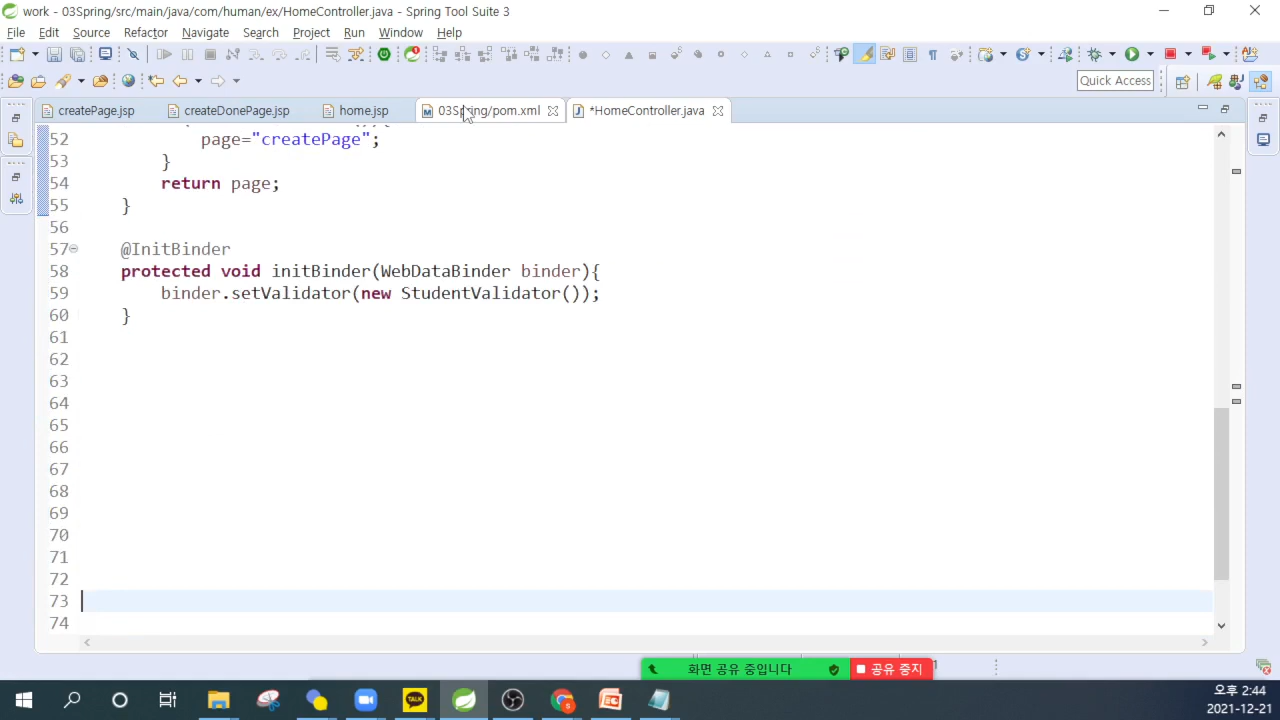 work - 03Spring/src/main/java/com/human/ex/HomeController.java - Spring Tool Suite 3
File Edit Source Refactor Navigate Search Project Run Window Help
Quick Access
createPage.jsp createDonePage.jsp home.jsp 03Spring/pom.xml *HomeController.java
52 page="createPage";
53 }
54 return page;
55 }
56
57 @InitBinder
58 protected void initBinder(WebDataBinder binder){
59 binder.setValidator(new StudentValidator());
60 }
61
62
63
64
65
66
67
68
69
70
71
72
73
74
화면 공유 중입니다 공유 중지
TALK
오후 2:44
2021-12-21